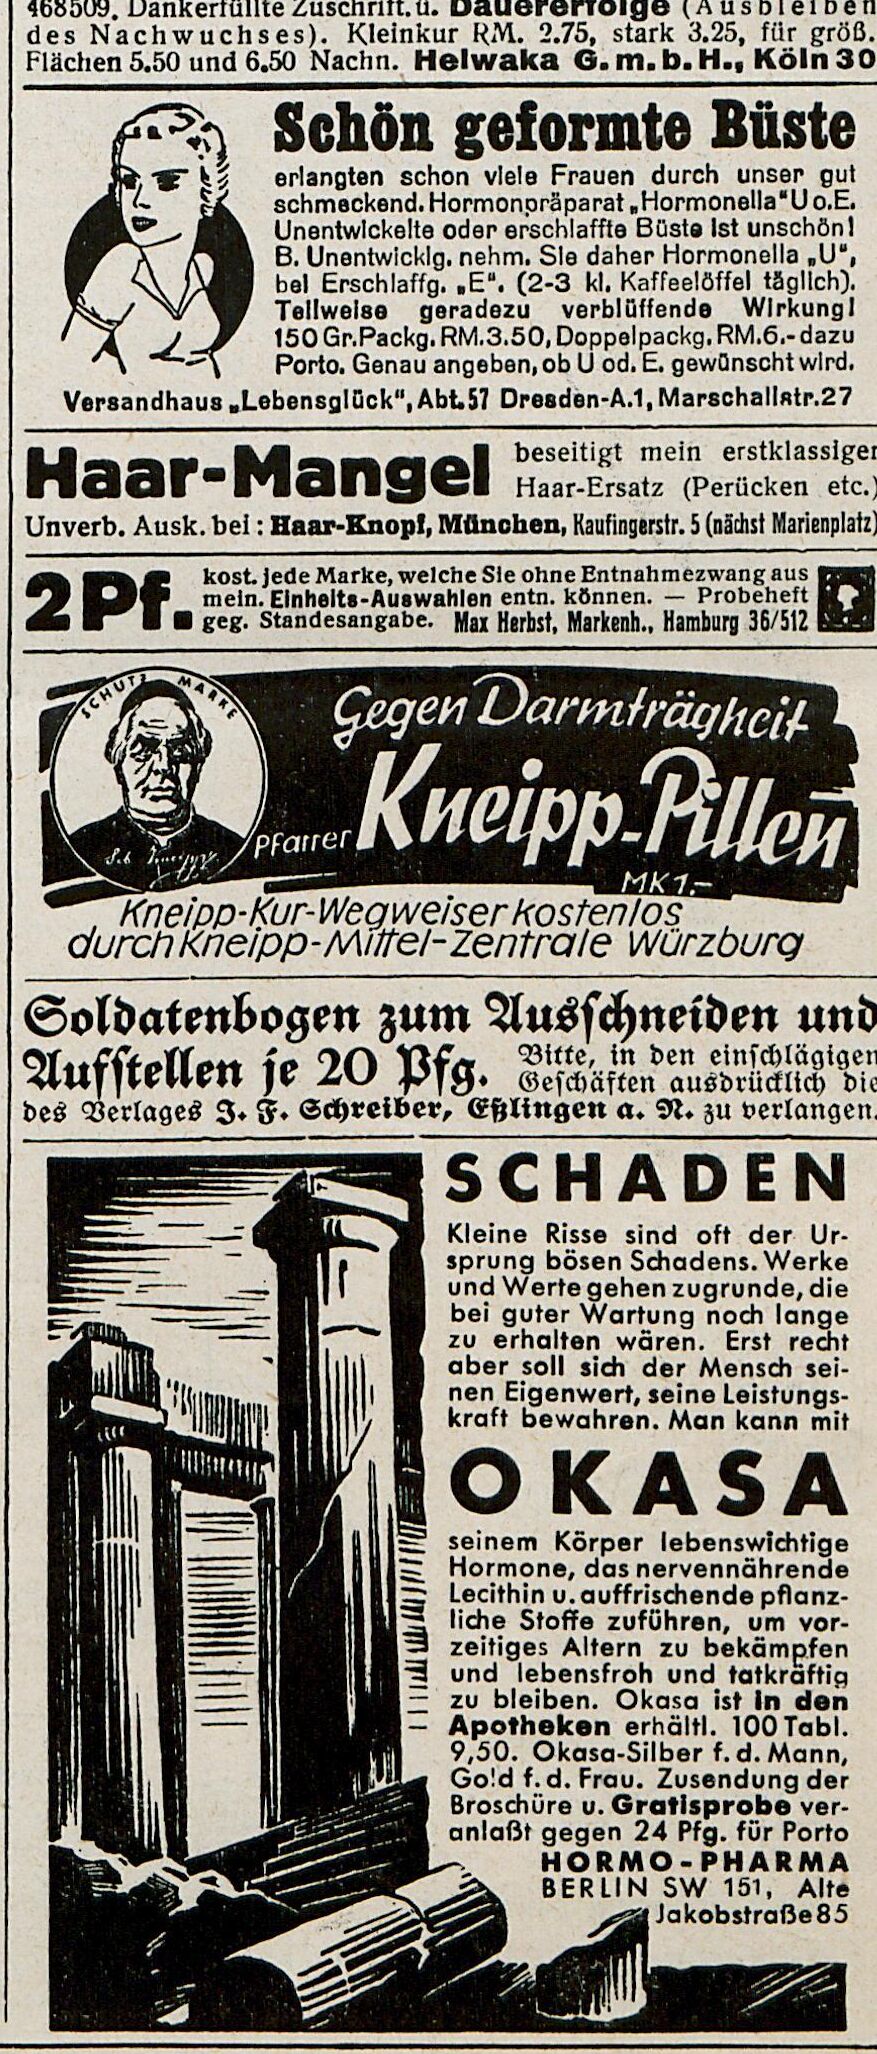 468509. Dankerfüllte Zuschrift. u. Dauererfolge (Ausbleiben
des Nachwuchses). Kleinkur RM. 2.75, stark 3.25, für größ.
Flächen 5.50 und 6.50 Nachn. Helwaka G.m.b.H., Köln 30
Schön geformte Büste
erlangten schon viele Frauen durch unser gut
schmeckend. Hormonpräparat „Hormonella“ U o. E.
Unentwickelte oder erschlaffte Büste ist unschön!
B. Unentwicklg. nehm. Sie daher Hormonella „U“,
bei Erschlaffg. „E“. (2-3 kl. Kaffeelöffel täglich).
Teilweise geradezu verblüffende Wirkung!
150 Gr. Packg. RM. 3.50, Doppelpackg. RM. 6.- dazu
Porto. Genau angeben, ob U od. E. gewünscht wird.
Versandhaus „Lebensglück“, Abt. 57 Dresden-A.1, Marschallstr. 27
Haar-Mangel
beseitigt mein erstklassiger
Haar-Ersatz (Perücken etc.)
Unverb. Ausk. bei: Haar-Knopf, München, Kaufingerstr. 5 (nächst Marienplatz)
2 Pf.
kost. jede Marke, welche Sie ohne Entnahmezwang aus
mein. Einheits-Auswahlen entn. können. — Probeheft
geg. Standesangabe. Max Herbst, Markenh., Hamburg 36/512
SCHUTZ MARKE
Gegen Darmträgheit
Pfarrer Kneipp-Pillen
Seb. Kneipp
MK 1.-
Kneipp-Kur-Wegweiser kostenlos
durch Kneipp-Mittel-Zentrale Würzburg
Soldatenbogen zum Ausschneiden und
Aufstellen je 20 Pfg.
Bitte, in den einschlägigen
Geschäften ausdrücklich die
des Verlages J. F. Schreiber, Eßlingen a. N. zu verlangen.
SCHADEN
Kleine Risse sind oft der Ur-
sprung bösen Schadens. Werke
und Werte gehen zugrunde, die
bei guter Wartung noch lange
zu erhalten wären. Erst recht
aber soll sich der Mensch sei-
nen Eigenwert, seine Leistungs-
kraft bewahren. Man kann mit
OKASA
seinem Körper lebenswichtige
Hormone, das nervennährende
Lecithin u. auffrischende pflanz-
liche Stoffe zuführen, um vor-
zeitiges Altern zu bekämpfen
und lebensfroh und tatkräftig
zu bleiben. Okasa ist in den
Apotheken erhältl. 100 Tabl.
9,50. Okasa-Silber f. d. Mann,
Gold f. d. Frau. Zusendung der
Broschüre u. Gratisprobe ver-
anlaßt gegen 24 Pfg. für Porto
HORMO-PHARMA
BERLIN SW 151, Alte
Jakobstraße 85